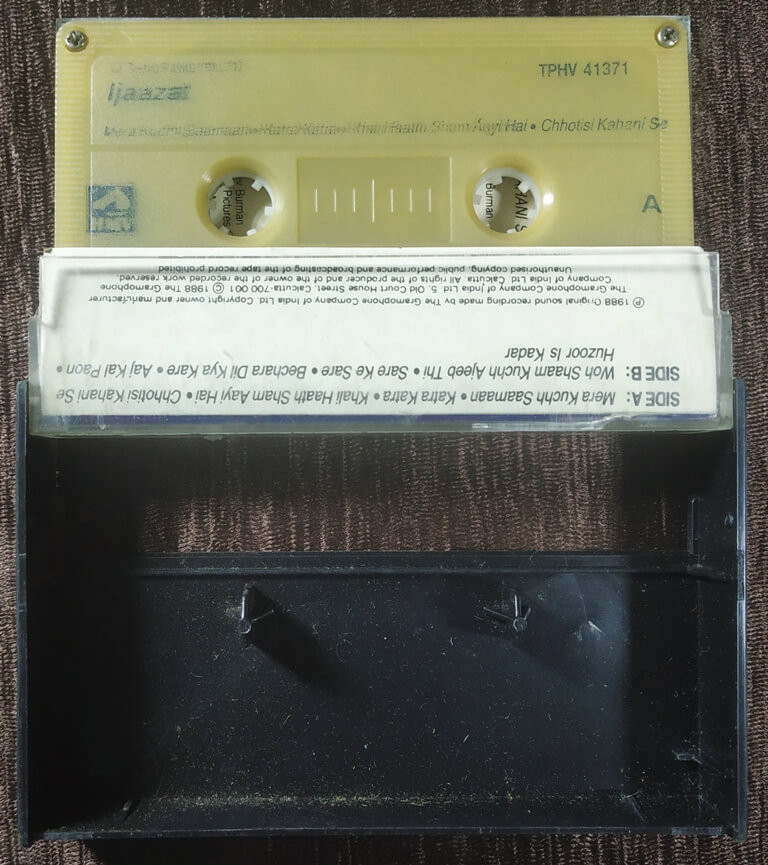 TPHV 41371
Ijaazat
Mera Kuchh Saamaan • Katra Katra • Khali Haath Sham Aayi Hai • Chhotisi Kahani Se
A
Burman
Pictures
Burman
SIDE A: Mera Kuchh Saamaan • Katra Katra • Khali Haath Sham Aayi Hai • Chhotisi Kahani Se
SIDE B: Woh Shaam Kuchh Ajeeb Thi • Sare Ke Sare • Bechara Dil Kya Kare • Aaj Kal Paon •
Huzoor Is Kadar
℗ 1988 Original sound recording made by The Gramophone Company of India Ltd. Copyright owner and manufacturer
The Gramophone Company of India Ltd. 5, Old Court House Street, Calcutta-700 001 © 1988 The Gramophone
Company of India Ltd. Calcutta. All rights of the producer and of the owner of the recorded work reserved.
Unauthorised copying, public performance and broadcasting of the tape record prohibited